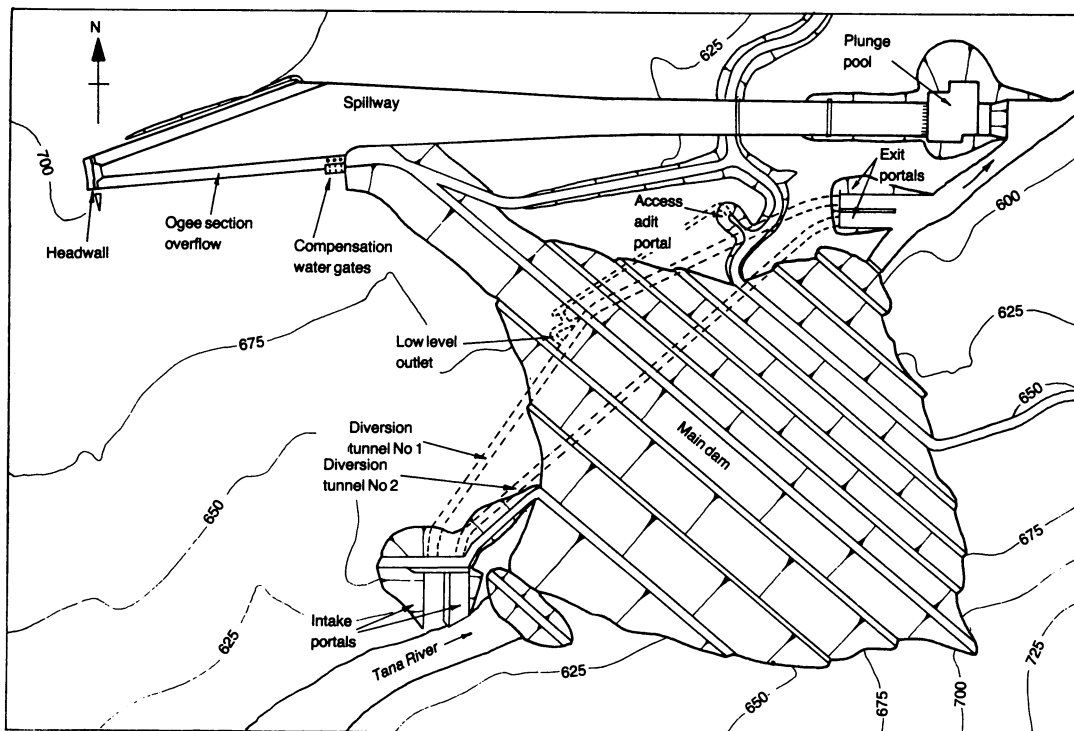 N
625
Plunge
pool
Spillway
700
Exit
portals
600
Ogee section
overflow
Headwall
Compensation
water gates
Access
adit
portal
675
Low level
outlet
625
650
Diversion
tunnel No 1
Diversion
tunnel No 2
Main dam
650
675
Intake
portals
625
Tana River
625
650
675
700
725